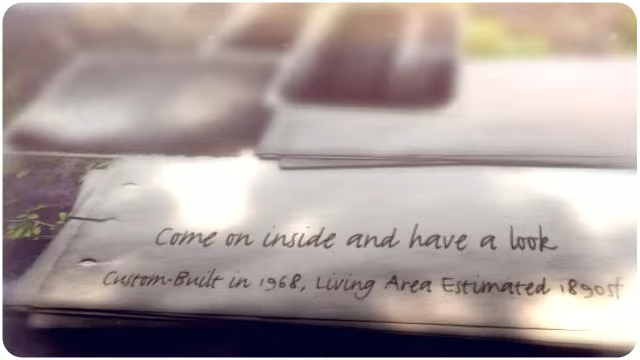 Come on inside and have a look
Custom-Built in 1968, Living Area Estimated 1890sf